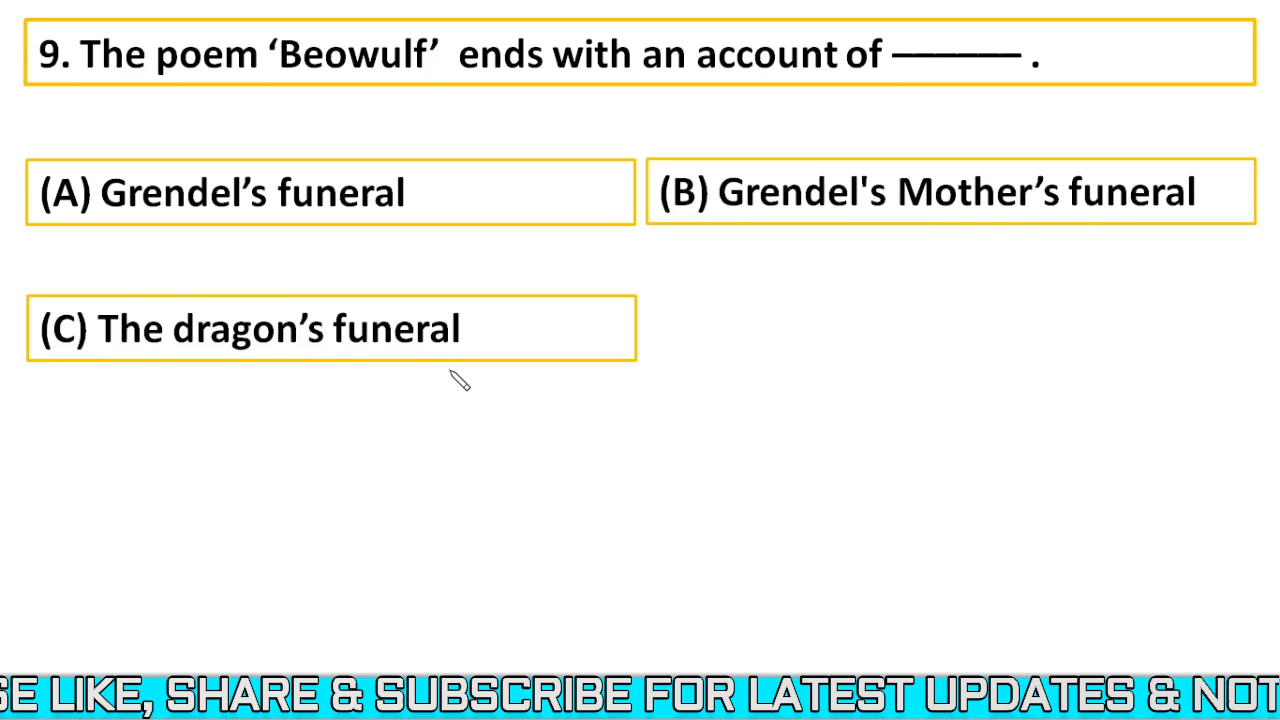 9. The poem ‘Beowulf’ ends with an account of ——— .
(A) Grendel’s funeral
(B) Grendel's Mother’s funeral
(C) The dragon’s funeral
SE LIKE, SHARE & SUBSCRIBE FOR LATEST UPDATES & NOT